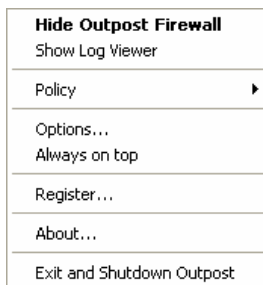 Hide Outpost Firewall
Show Log Viewer
Policy
Options...
Always on top
Register...
About...
Exit and Shutdown Outpost